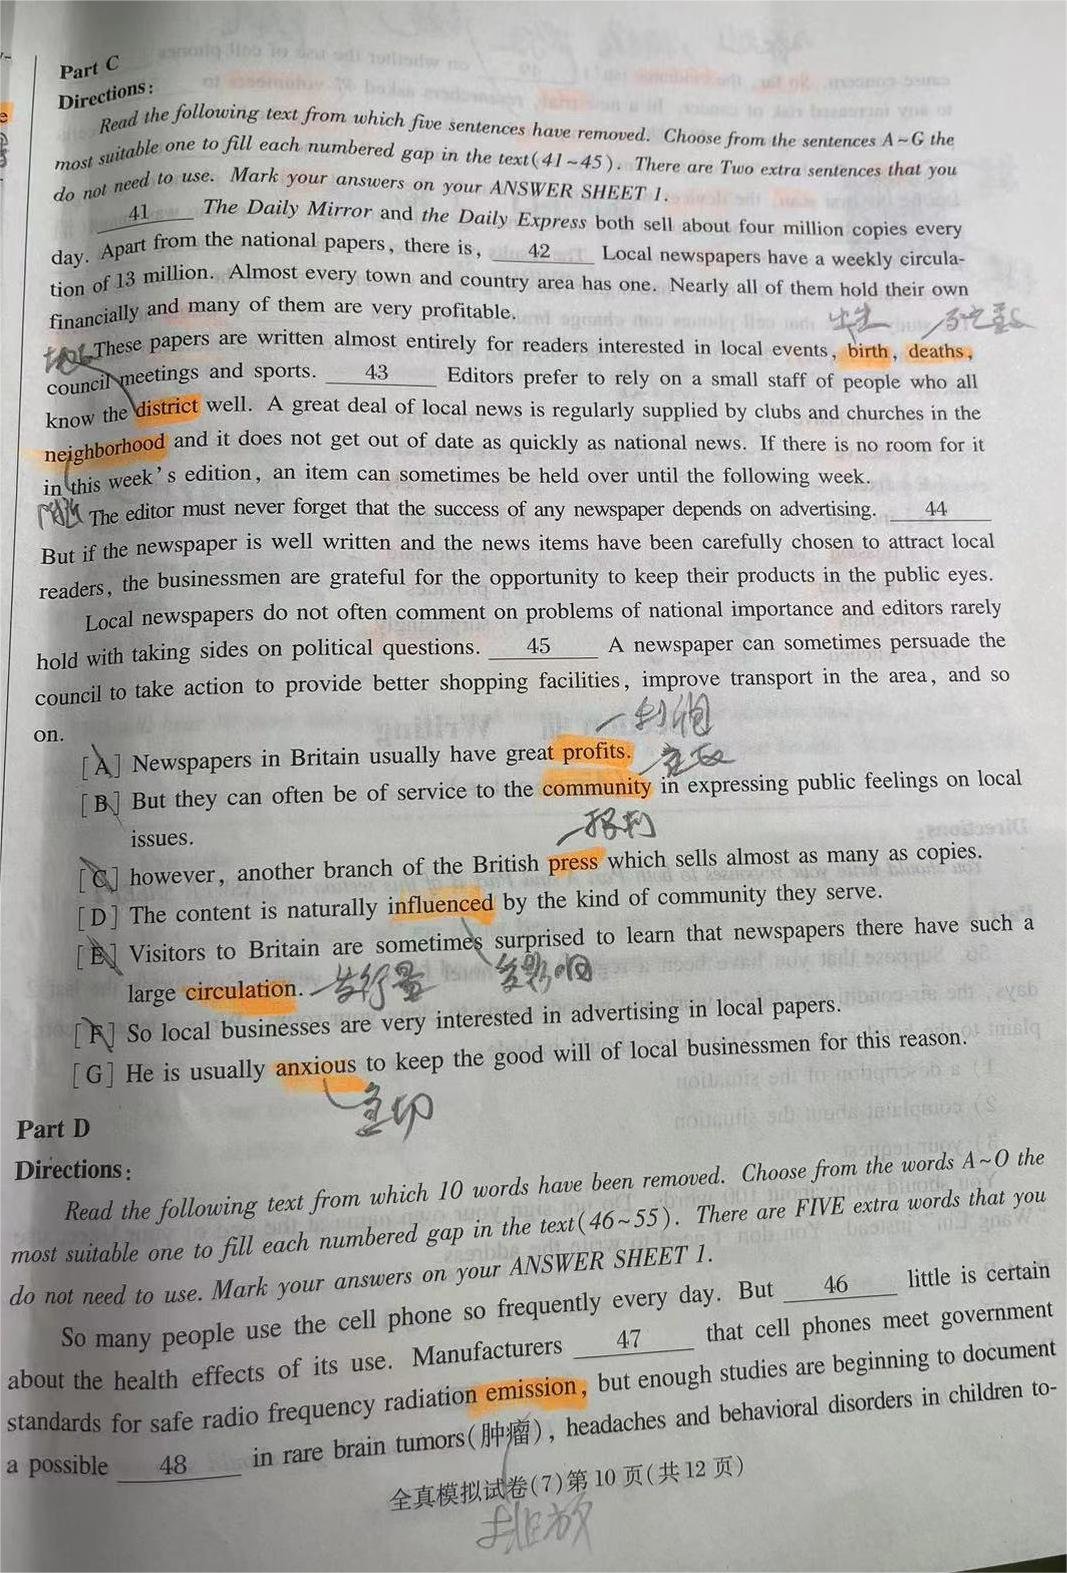 Part C
Directions:
Read the following text from which five sentences have removed. Choose from the sentences A~G the
most suitable one to fill each numbered gap in the text(41~45). There are Two extra sentences that you
do not need to use. Mark your answers on your ANSWER SHEET 1.
41 The Daily Mirror and the Daily Express both sell about four million copies every
day. Apart from the national papers, there is, 42 Local newspapers have a weekly circula-
tion of 13 million. Almost every town and country area has one. Nearly all of them hold their own
financially and many of them are very profitable.
出生
These papers are written almost entirely for readers interested in local events, birth, deaths,
council meetings and sports. 43 Editors prefer to rely on a small staff of people who all
know the district well. A great deal of local news is regularly supplied by clubs and churches in the
neighborhood and it does not get out of date as quickly as national news. If there is no room for it
in this week's edition, an item can sometimes be held over until the following week.
附近 The editor must never forget that the success of any newspaper depends on advertising. 44
But if the newspaper is well written and the news items have been carefully chosen to attract local
readers, the businessmen are grateful for the opportunity to keep their products in the public eyes.
Local newspapers do not often comment on problems of national importance and editors rarely
hold with taking sides on political questions. 45 A newspaper can sometimes persuade the
council to take action to provide better shopping facilities, improve transport in the area, and so
on.
利润
[A] Newspapers in Britain usually have great profits.
[B] But they can often be of service to the community in expressing public feelings on local
issues.
报刊
[C] however, another branch of the British press which sells almost as many as copies.
[D] The content is naturally influenced by the kind of community they serve.
[E] Visitors to Britain are sometimes surprised to learn that newspapers there have such a
large circulation. 发行量 受影响
[F] So local businesses are very interested in advertising in local papers.
[G] He is usually anxious to keep the good will of local businessmen for this reason.
Part D
Directions:
Read the following text from which 10 words have been removed. Choose from the words A~O the
most suitable one to fill each numbered gap in the text(46~55). There are FIVE extra words that you
do not need to use. Mark your answers on your ANSWER SHEET 1.
So many people use the cell phone so frequently every day. But 46 little is certain
about the health effects of its use. Manufacturers 47 that cell phones meet government
standards for safe radio frequency radiation emission, but enough studies are beginning to document
a possible 48 in rare brain tumors(肿瘤), headaches and behavioral disorders in children to-
全真模拟试卷(7)第10页(共12页)
排放